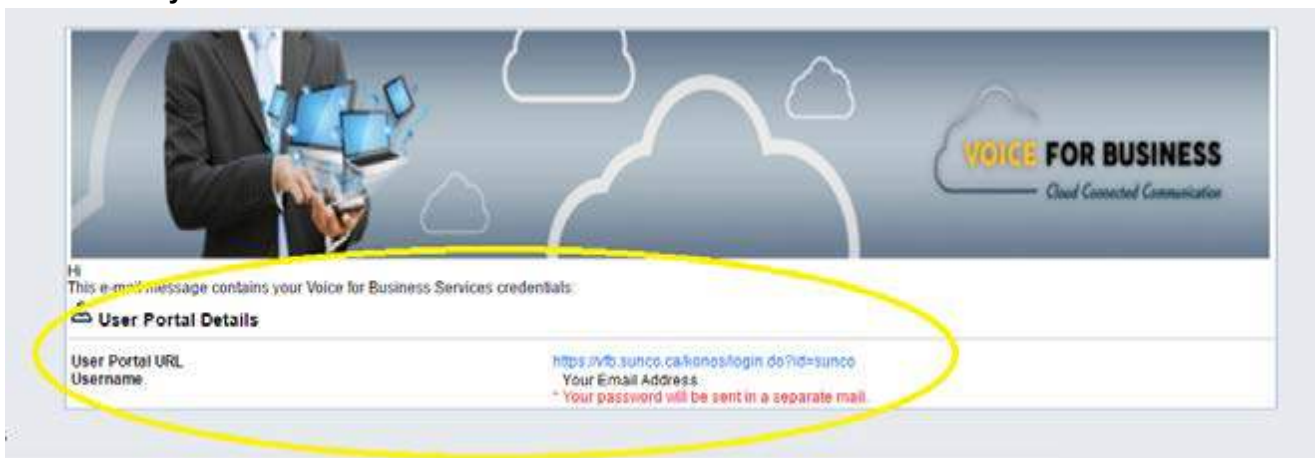 VOICE FOR BUSINESS
Cloud Connected Communication
Hi
This e-mail message contains your Voice for Business Services credentials:
User Portal Details
User Portal URL https://vfb.sunco.ca/konos/login.do?id=sunco
Username Your Email Address
* Your password will be sent in a separate mail.